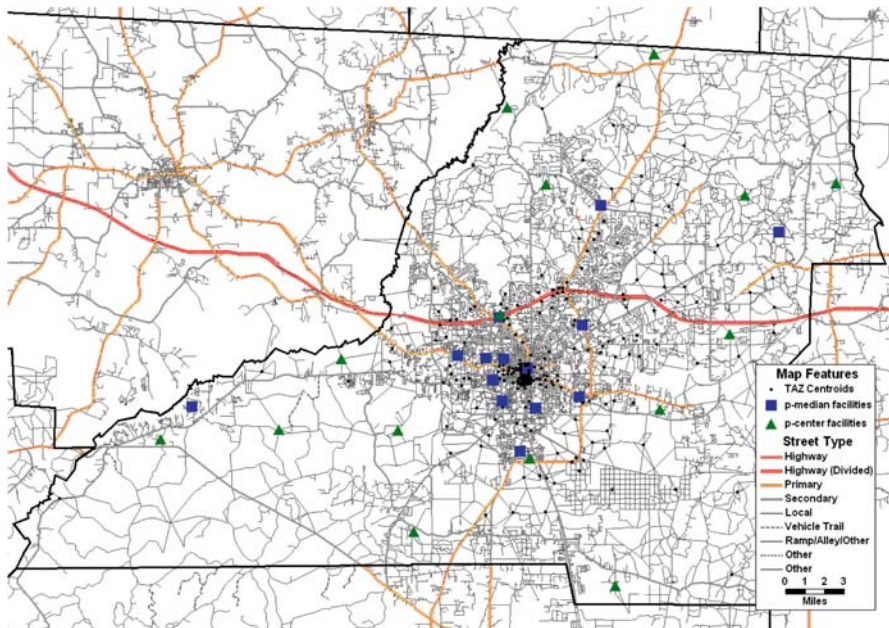 Map Features
TAZ Centroids
p-median facilities
p-center facilities
Street Type
Highway
Highway (Divided)
Primary
Secondary
Local
Vehicle Trail
Ramp/Alley/Other
Other
Other
0 1 2 3
Miles